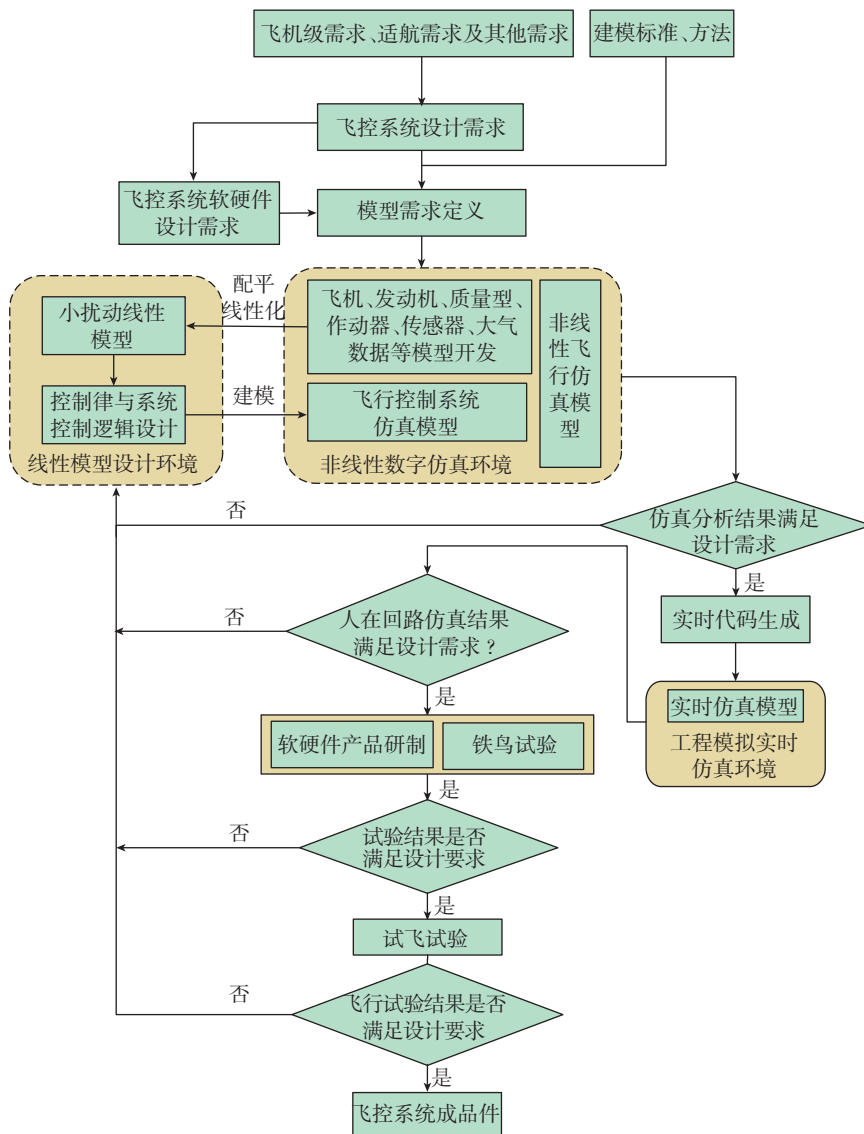 飞机级需求、适航需求及其他需求
建模标准、方法
飞控系统设计需求
飞控系统软硬件
设计需求
模型需求定义
配平
线性化
小扰动线性
模型
飞机、发动机、质量型、
作动器、传感器、大气
数据等模型开发
非线性飞行仿真模型
控制律与系统
控制逻辑设计
建模
飞行控制系统
仿真模型
线性模型设计环境
非线性数字仿真环境
否
仿真分析结果满足
设计需求
是
实时代码生成
否
人在回路仿真结果
满足设计需求？
是
实时仿真模型
工程模拟实时
仿真环境
软硬件产品研制
铁鸟试验
是
否
试验结果是否
满足设计要求
是
试飞试验
否
飞行试验结果是否
满足设计要求
是
飞控系统成品件